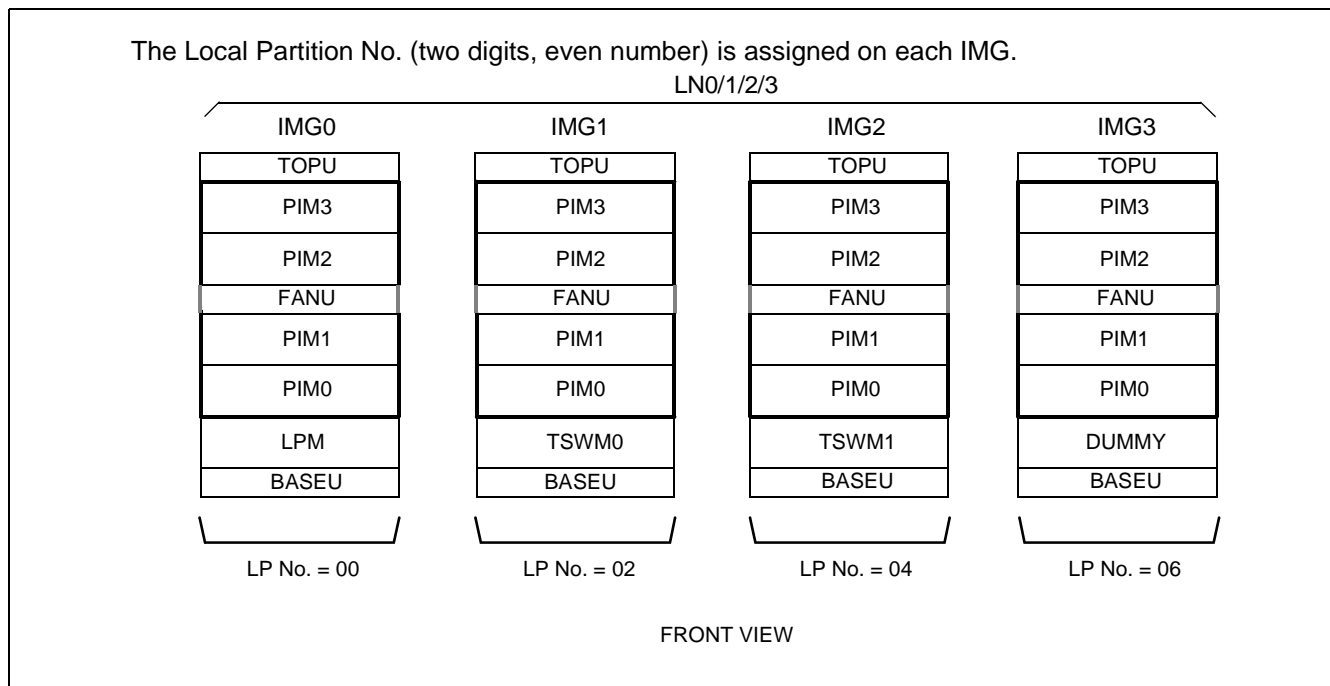 The Local Partition No. (two digits, even number) is assigned on each IMG.
LN0/1/2/3
IMG0 IMG1 IMG2 IMG3
TOPU TOPU TOPU TOPU
PIM3 PIM3 PIM3 PIM3
PIM2 PIM2 PIM2 PIM2
FANU FANU FANU FANU
PIM1 PIM1 PIM1 PIM1
PIM0 PIM0 PIM0 PIM0
LPM TSWM0 TSWM1 DUMMY
BASEU BASEU BASEU BASEU
LP No. = 00 LP No. = 02 LP No. = 04 LP No. = 06
FRONT VIEW